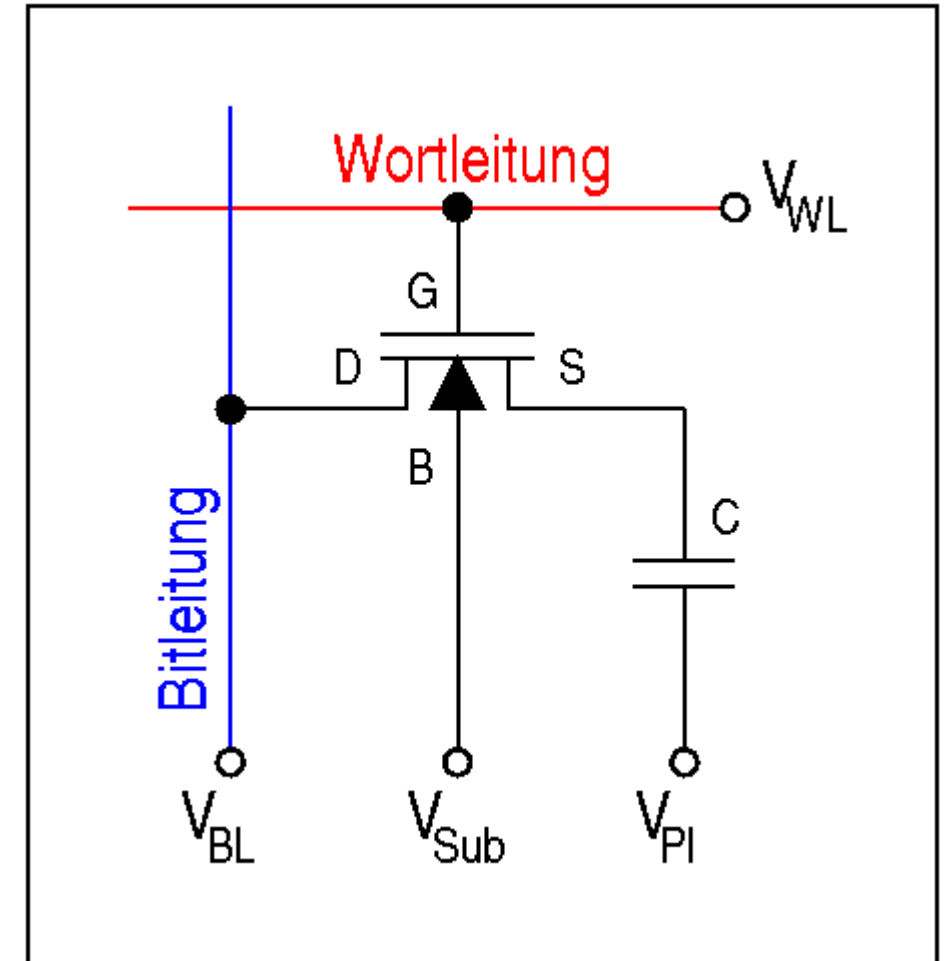 Wortleitung
V_WL
G
D
S
B
C
Bitleitung
V_BL
V_Sub
V_Pl